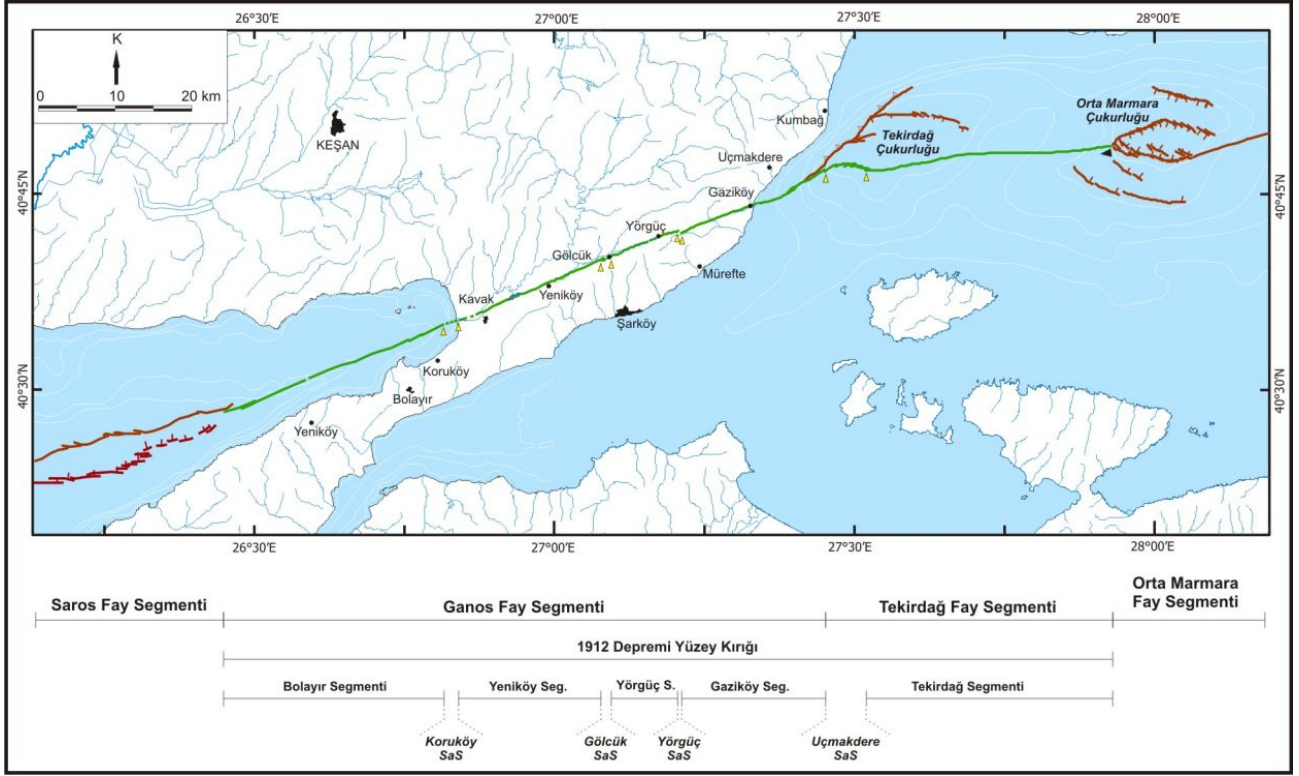 26°30'E 27°00'E 27°30'E 28°00'E
K
0 10 20 km
KEŞAN
Kumbağ
Orta Marmara
Çukurluğu
Tekirdağ
Çukurluğu
Uçmakdere
40°45'N
40°45'N
Gaziköy
Yörgüç
Gölcük
Mürefte
Yeniköy
Kavak
Şarköy
Koruköy
40°30'N
40°30'N
Bolayır
Yeniköy
26°30'E 27°00'E 27°30'E 28°00'E
Saros Fay Segmenti Ganos Fay Segmenti Tekirdağ Fay Segmenti Orta Marmara
Fay Segmenti
1912 Depremi Yüzey Kırığı
Bolayır Segmenti Yeniköy Seg. Yörgüç S. Gaziköy Seg. Tekirdağ Segmenti
Koruköy Gölcük Yörgüç Uçmakdere
SaS SaS SaS SaS